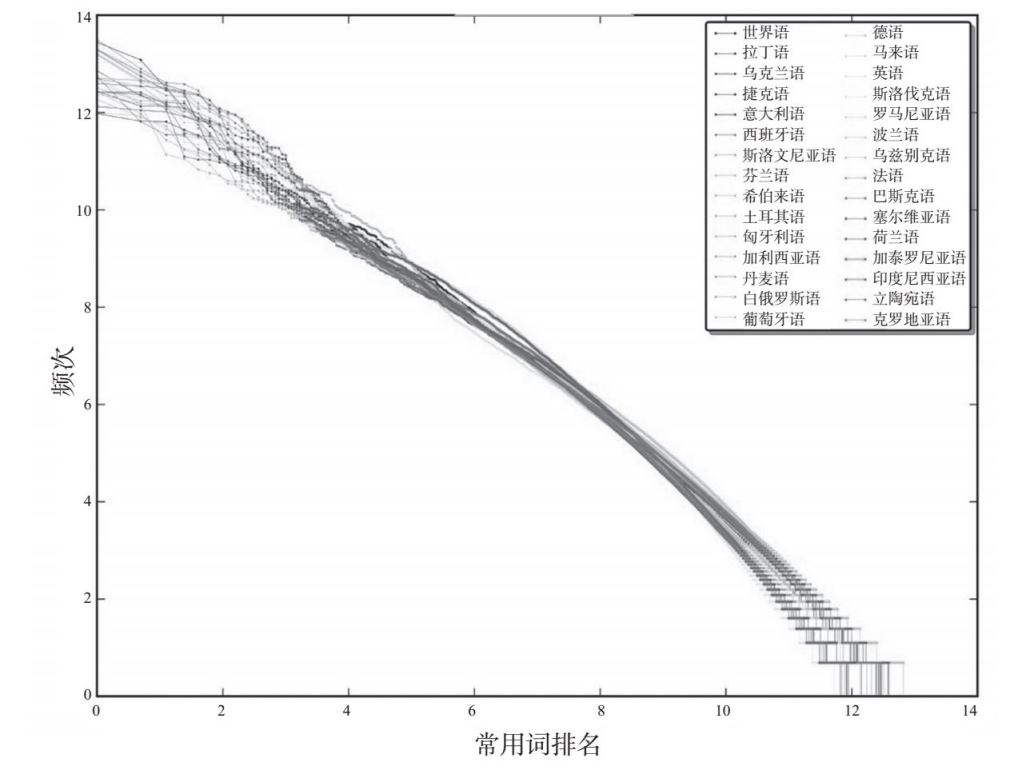 14
12
10
8
6
4
2
0
频次
0 2 4 6 8 10 12 14
常用词排名
世界语
拉丁语
乌克兰语
捷克语
意大利语
西班牙语
斯洛文尼亚语
芬兰语
希伯来语
土耳其语
匈牙利语
加利西亚语
丹麦语
白俄罗斯语
葡萄牙语
德语
马来语
英语
斯洛伐克语
罗马尼亚语
波兰语
乌兹别克语
法语
巴斯克语
塞尔维亚语
荷兰语
加泰罗尼亚语
印度尼西亚语
立陶宛语
克罗地亚语